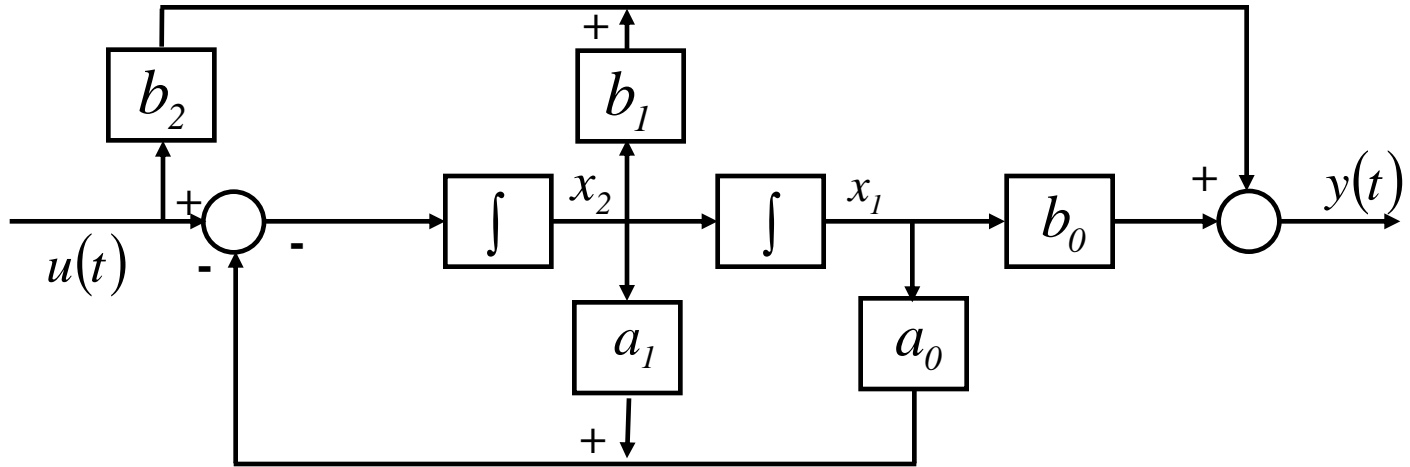 +
b₂
b₁
+
∫
x₂
∫
x₁
b₀
+
y(t)
u(t)
-
-
a₁
a₀
+